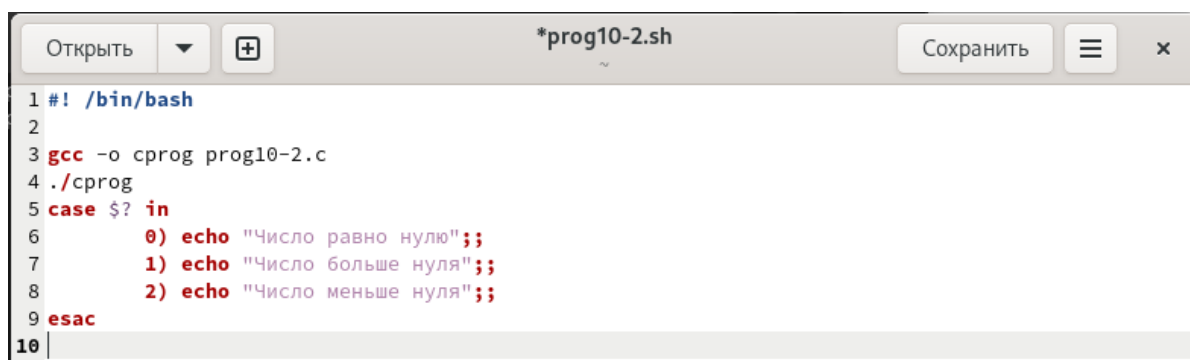 Открыть
*prog10-2.sh
~
Сохранить
1 #! /bin/bash
2
3 gcc -o cprog prog10-2.c
4 ./cprog
5 case $? in
6 0) echo "Число равно нулю";;
7 1) echo "Число больше нуля";;
8 2) echo "Число меньше нуля";;
9 esac
10